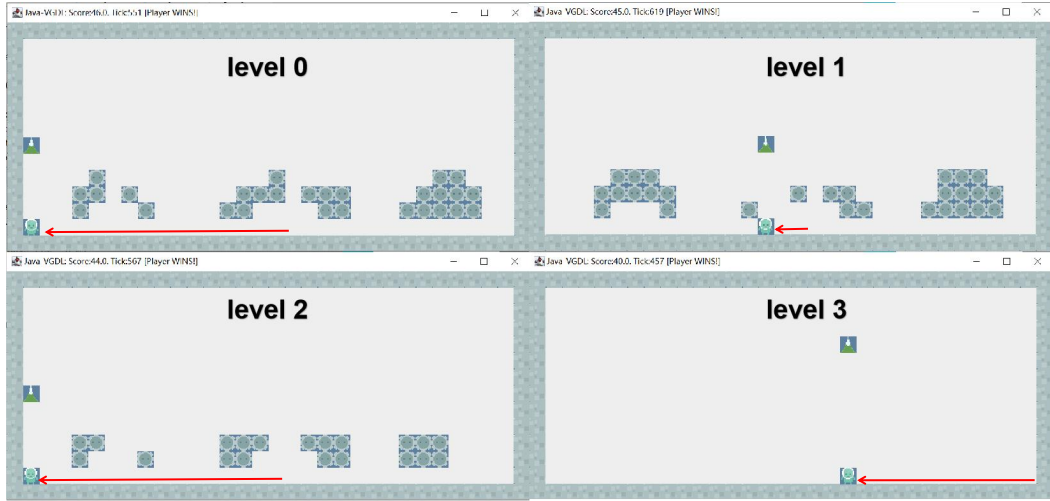 Java-VGDL: Score:46.0. Tick:551 [Player WINS!]
level 0
Java-VGDL: Score:45.0. Tick:619 [Player WINS!]
level 1
Java-VGDL: Score:44.0. Tick:567 [Player WINS!]
level 2
Java-VGDL: Score:40.0. Tick:457 [Player WINS!]
level 3